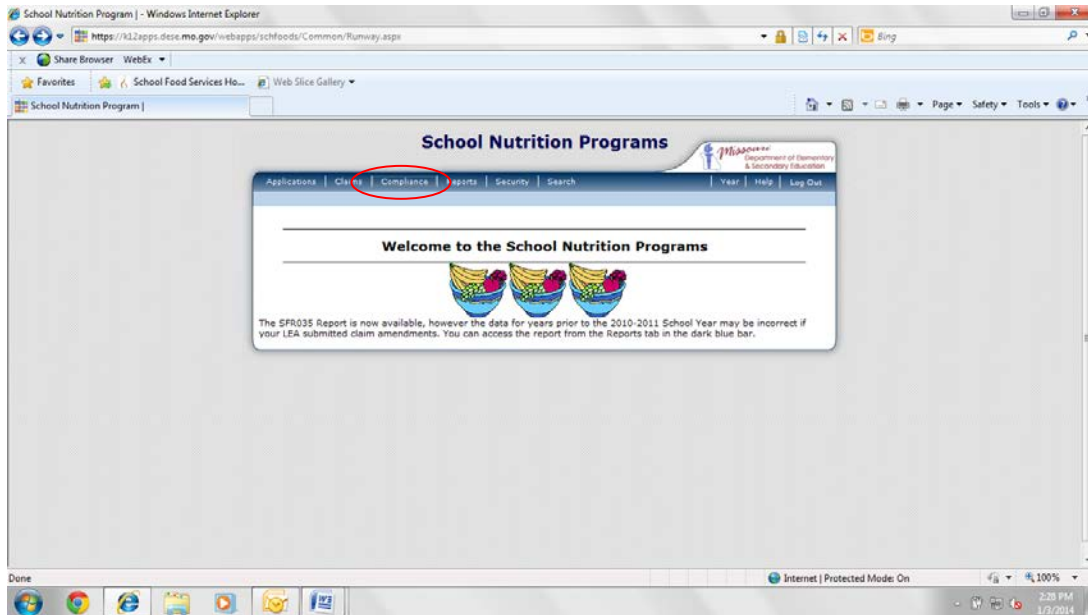 School Nutrition Program | - Windows Internet Explorer
https://k12apps.dese.mo.gov/webapps/schfoods/Common/Runway.aspx
Bing
x Share Browser WebEx
Favorites School Food Services Ho... Web Slice Gallery
School Nutrition Program |
Page Safety Tools
School Nutrition Programs
Missouri
Department of Elementary
& Secondary Education
Applications | Claims | Compliance | Reports | Security | Search | Year | Help | Log Out
Welcome to the School Nutrition Programs
The SFR035 Report is now available, however the data for years prior to the 2010-2011 School Year may be incorrect if
your LEA submitted claim amendments. You can access the report from the Reports tab in the dark blue bar.
Done
Internet | Protected Mode: On
100%
2:28 PM
1/3/2014